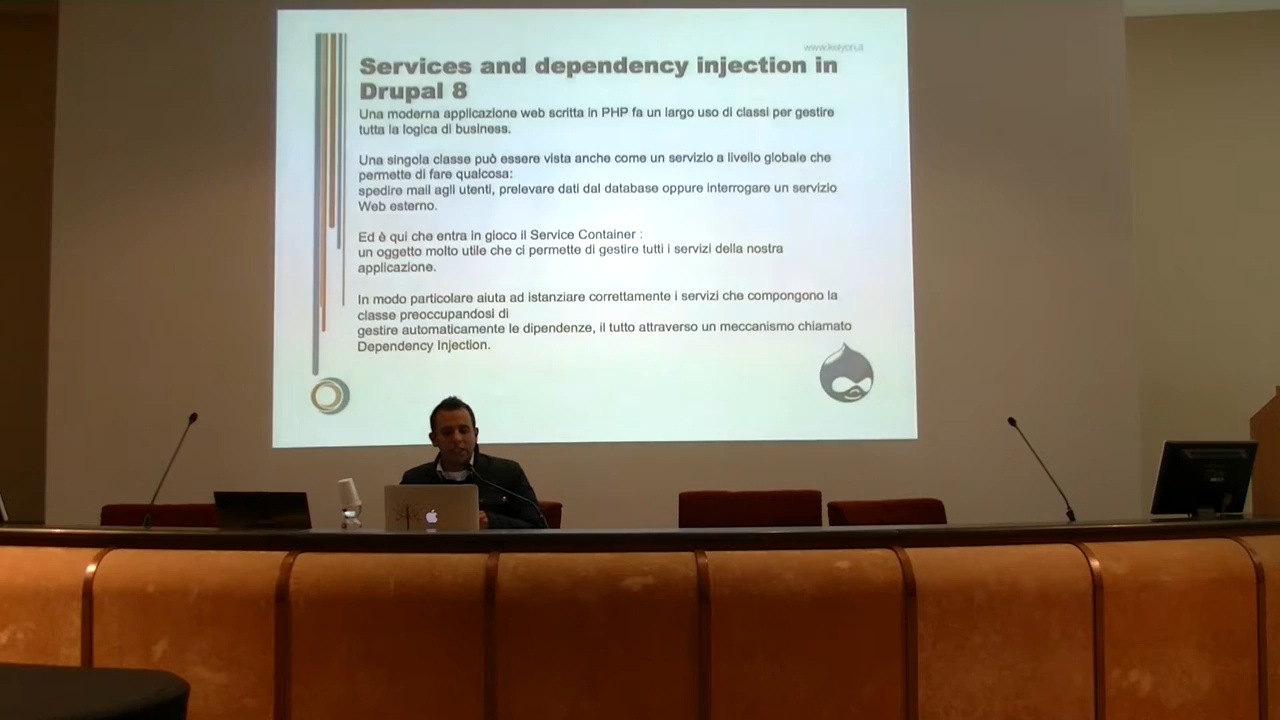 www.kelyon.it
Services and dependency injection in
Drupal 8
Una moderna applicazione web scritta in PHP fa un largo uso di classi per gestire
tutta la logica di business.
Una singola classe può essere vista anche come un servizio a livello globale che
permette di fare qualcosa:
spedire mail agli utenti, prelevare dati dal database oppure interrogare un servizio
Web esterno.
Ed è qui che entra in gioco il Service Container :
un oggetto molto utile che ci permette di gestire tutti i servizi della nostra
applicazione.
In modo particolare aiuta ad istanziare correttamente i servizi che compongono la
classe preoccupandosi di
gestire automaticamente le dipendenze, il tutto attraverso un meccanismo chiamato
Dependency Injection.